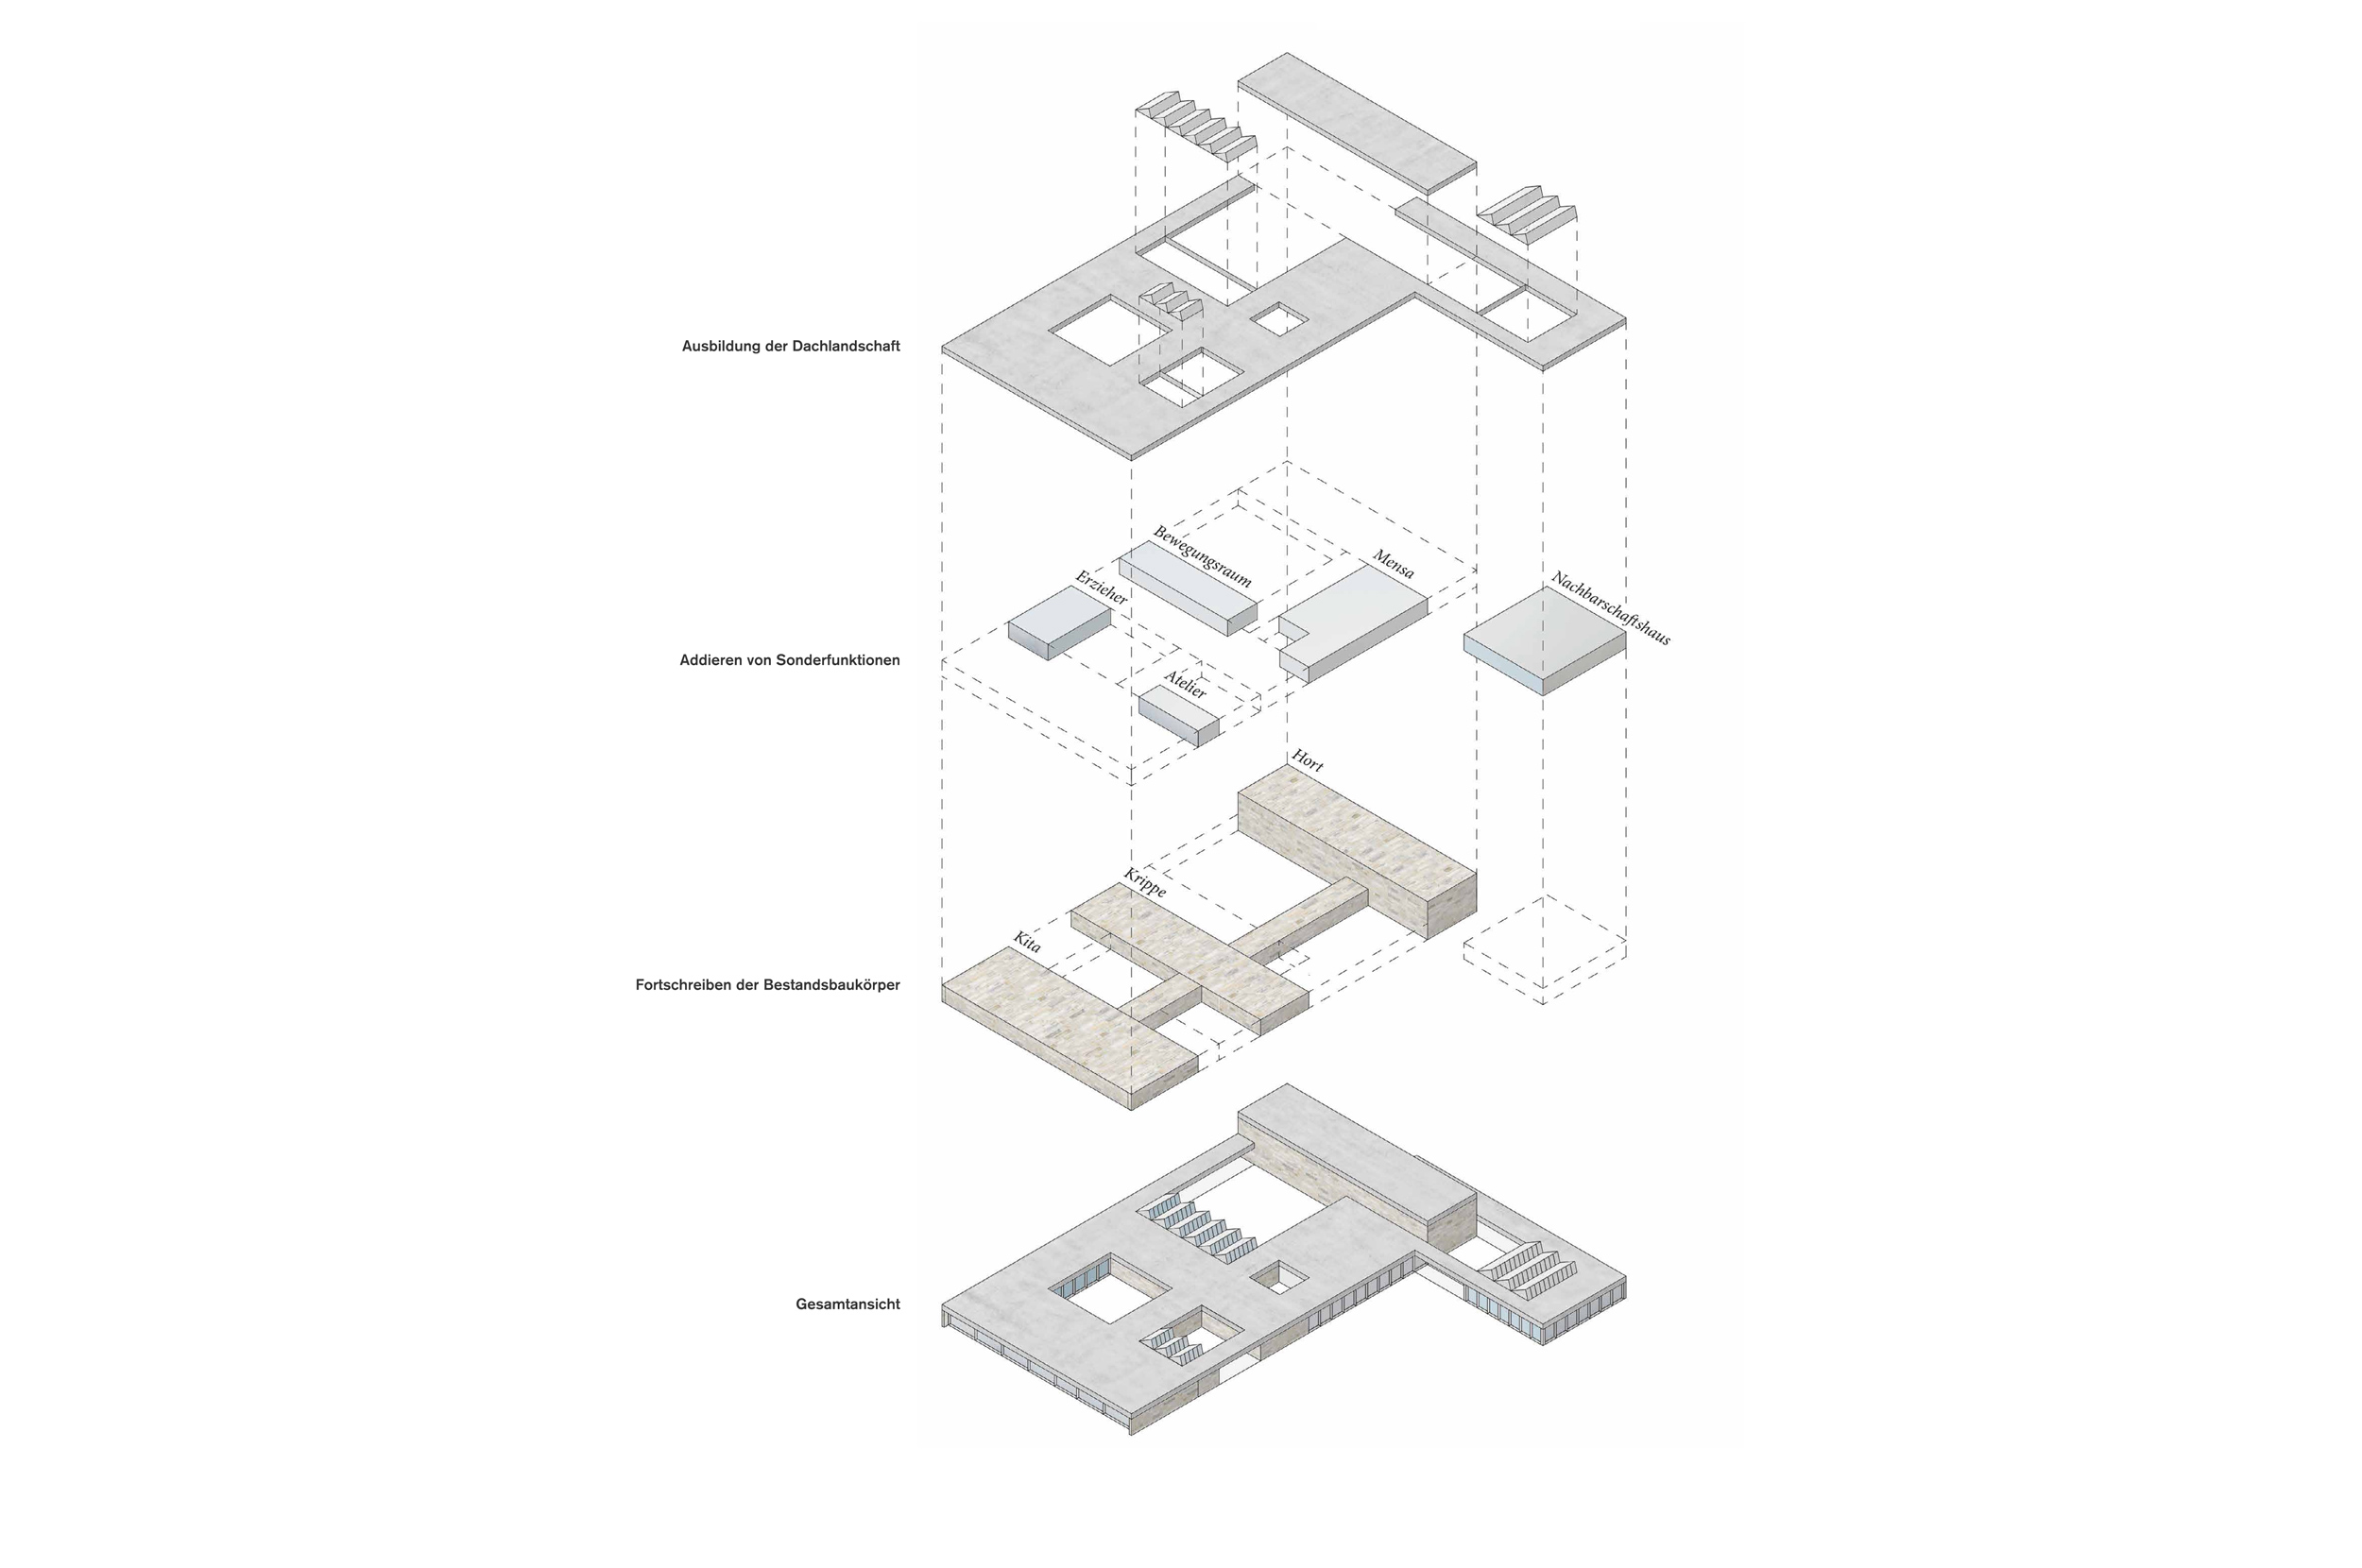 Ausbildung der Dachlandschaft
Bewegungsraum
Mensa
Erzieher
Nachbarschaftshaus
Addieren von Sonderfunktionen
Atelier
Hort
Krippe
Kita
Fortschreiben der Bestandsbaukörper
Gesamtansicht